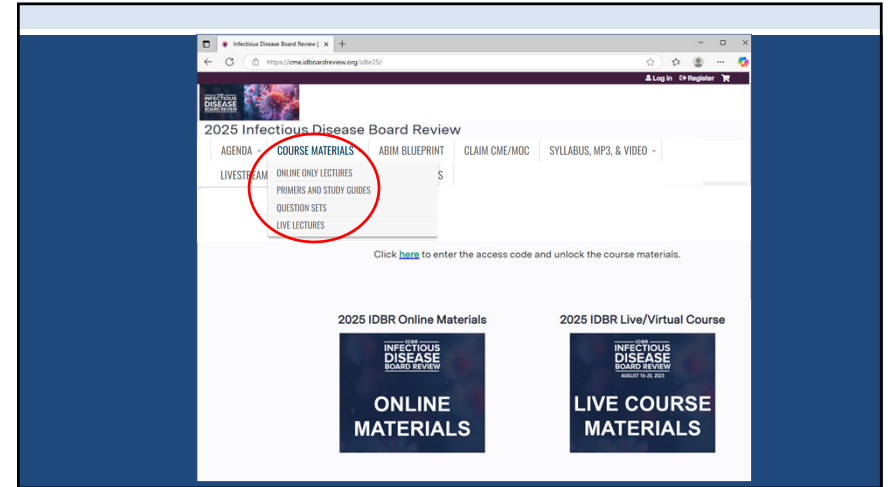 Infectious Disease Board Review |
https://cme.idboardreview.org/idbr25/
Log in Register
INFECTIOUS
DISEASE
BOARD REVIEW
2025 Infectious Disease Board Review
AGENDA COURSE MATERIALS ABIM BLUEPRINT CLAIM CME/MOC SYLLABUS, MP3, & VIDEO
LIVESTREAM S
ONLINE ONLY LECTURES
PRIMERS AND STUDY GUIDES
QUESTION SETS
LIVE LECTURES
Click here to enter the access code and unlock the course materials.
2025 IDBR Online Materials
IDBR
INFECTIOUS
DISEASE
BOARD REVIEW
ONLINE
MATERIALS
2025 IDBR Live/Virtual Course
IDBR
INFECTIOUS
DISEASE
BOARD REVIEW
AUGUST 16-20, 2025
LIVE COURSE
MATERIALS